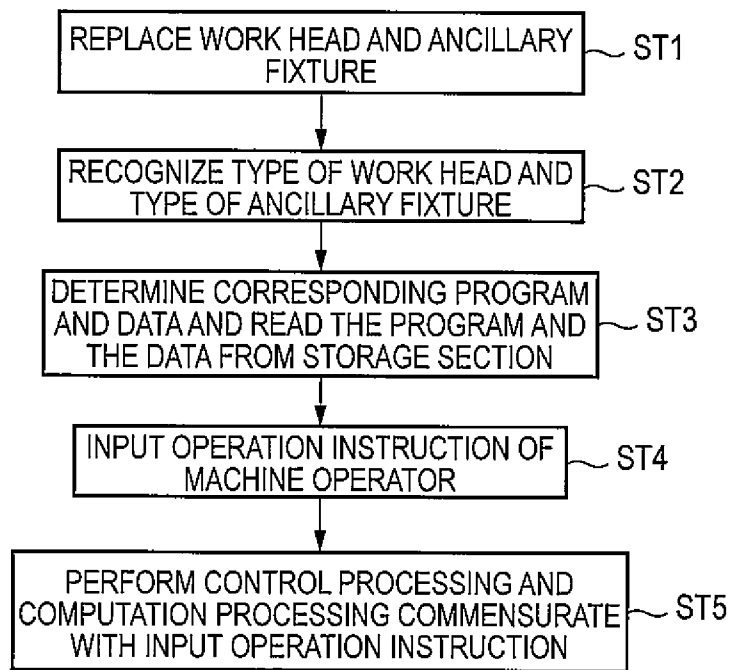 REPLACE WORK HEAD AND ANCILLARY
FIXTURE
ST1
RECOGNIZE TYPE OF WORK HEAD AND
TYPE OF ANCILLARY FIXTURE
ST2
DETERMINE CORRESPONDING PROGRAM
AND DATA AND READ THE PROGRAM AND
THE DATA FROM STORAGE SECTION
ST3
INPUT OPERATION INSTRUCTION OF
MACHINE OPERATOR
ST4
PERFORM CONTROL PROCESSING AND
COMPUTATION PROCESSING COMMENSURATE
WITH INPUT OPERATION INSTRUCTION
ST5